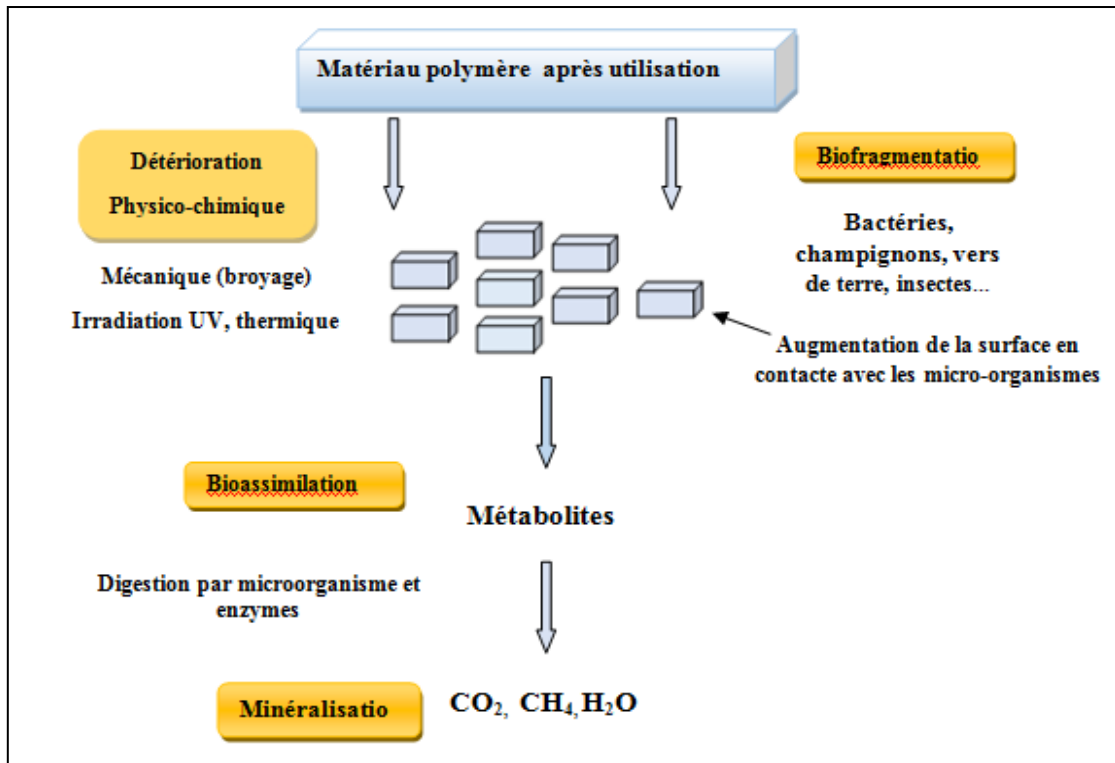 Matériau polymère après utilisation
Détérioration
Physico-chimique
Mécanique (broyage)
Irradiation UV, thermique
Biofragmentatio
Bactéries,
champignons, vers
de terre, insectes...
Augmentation de la surface en
contacte avec les micro-organismes
Bioassimilation
Métabolites
Digestion par microorganisme et
enzymes
Minéralisatio
CO₂, CH₄, H₂O